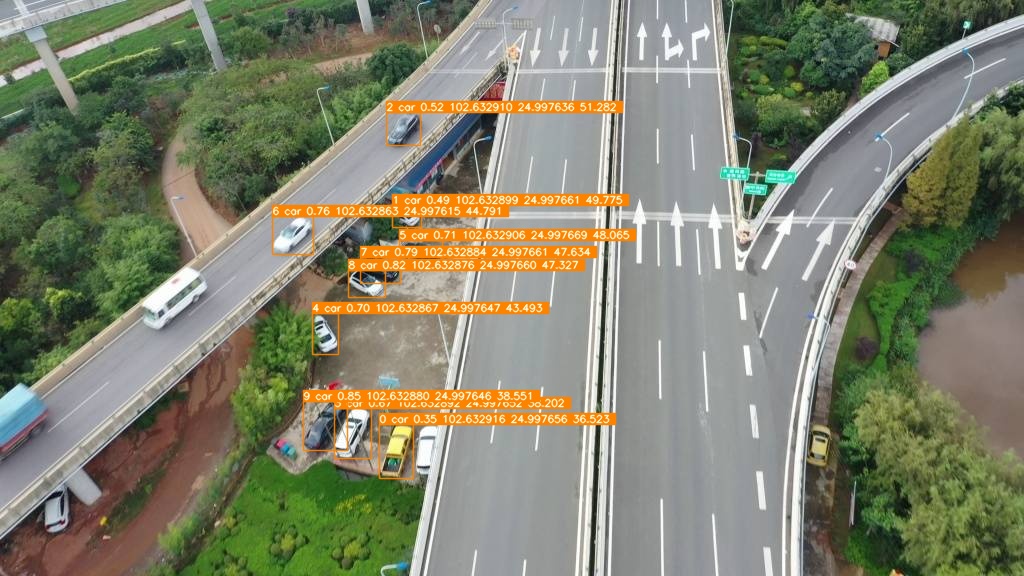 2 car 0.52 102.632910 24.997636 51.282
1 car 0.49 102.632899 24.997661 49.775
6 car 0.76 102.632863 24.997615 44.791
5 car 0.71 102.632906 24.997669 48.065
7 car 0.79 102.632884 24.997661 47.634
8 car 0.82 102.632876 24.997660 47.327
4 car 0.70 102.632867 24.997647 43.493
9 car 0.85 102.632880 24.997646 38.551
0 car 0.35 102.632916 24.997656 36.523